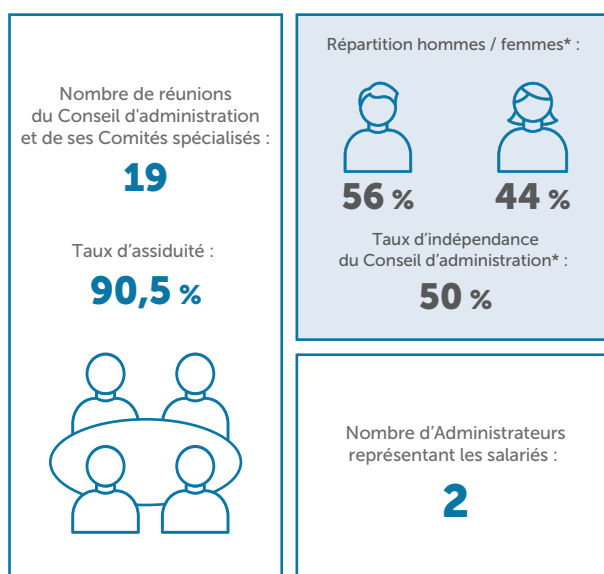 Nombre de réunions
du Conseil d'administration
et de ses Comités spécialisés :
19
Taux d'assiduité :
90,5 %
Répartition hommes / femmes* :
56 % 44 %
Taux d'indépendance
du Conseil d'administration* :
50 %
Nombre d'Administrateurs
représentant les salariés :
2